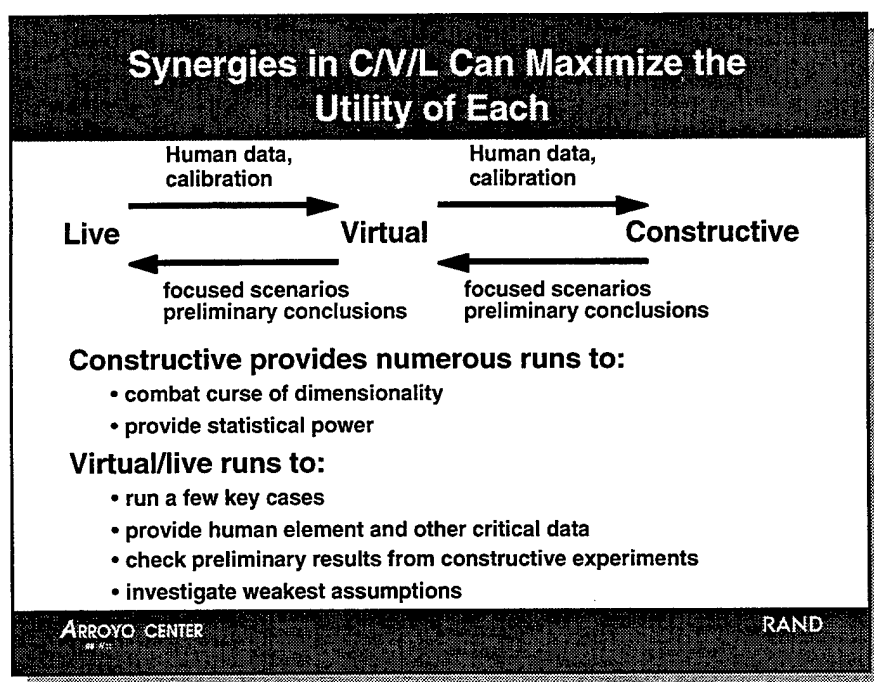 Synergies in C/V/L Can Maximize the
Utility of Each
Human data,
calibration
Human data,
calibration
Live
Virtual
Constructive
focused scenarios
preliminary conclusions
focused scenarios
preliminary conclusions
Constructive provides numerous runs to:
• combat curse of dimensionality
• provide statistical power
Virtual/live runs to:
• run a few key cases
• provide human element and other critical data
• check preliminary results from constructive experiments
• investigate weakest assumptions
ARROYO CENTER
RAND